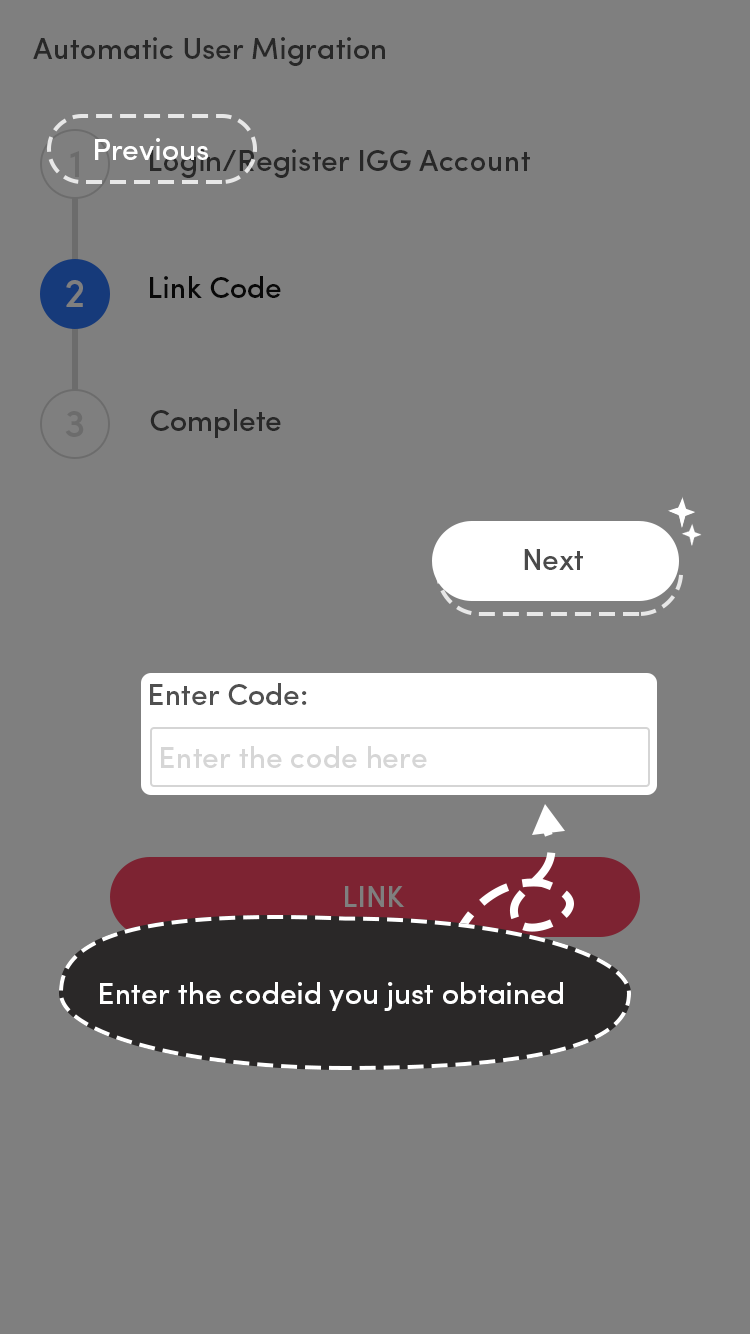 Automatic User Migration
Previous
1
Login/Register IGG Account
2
Link Code
3
Complete
Next
Enter Code:
Enter the code here
LINK
Enter the codeid you just obtained